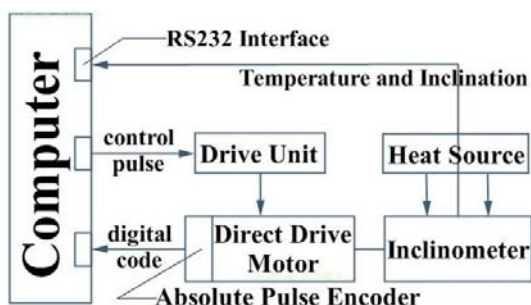 Computer
RS232 Interface
Temperature and Inclination
control
pulse
Drive Unit
Heat Source
digital
code
Direct Drive
Motor
Inclinometer
Absolute Pulse Encoder